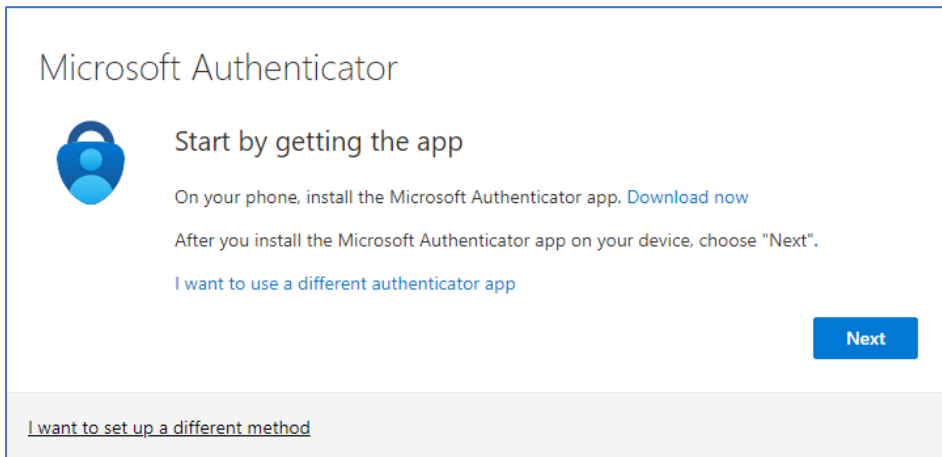 Microsoft Authenticator
Start by getting the app
On your phone, install the Microsoft Authenticator app. Download now
After you install the Microsoft Authenticator app on your device, choose "Next".
I want to use a different authenticator app
Next
I want to set up a different method